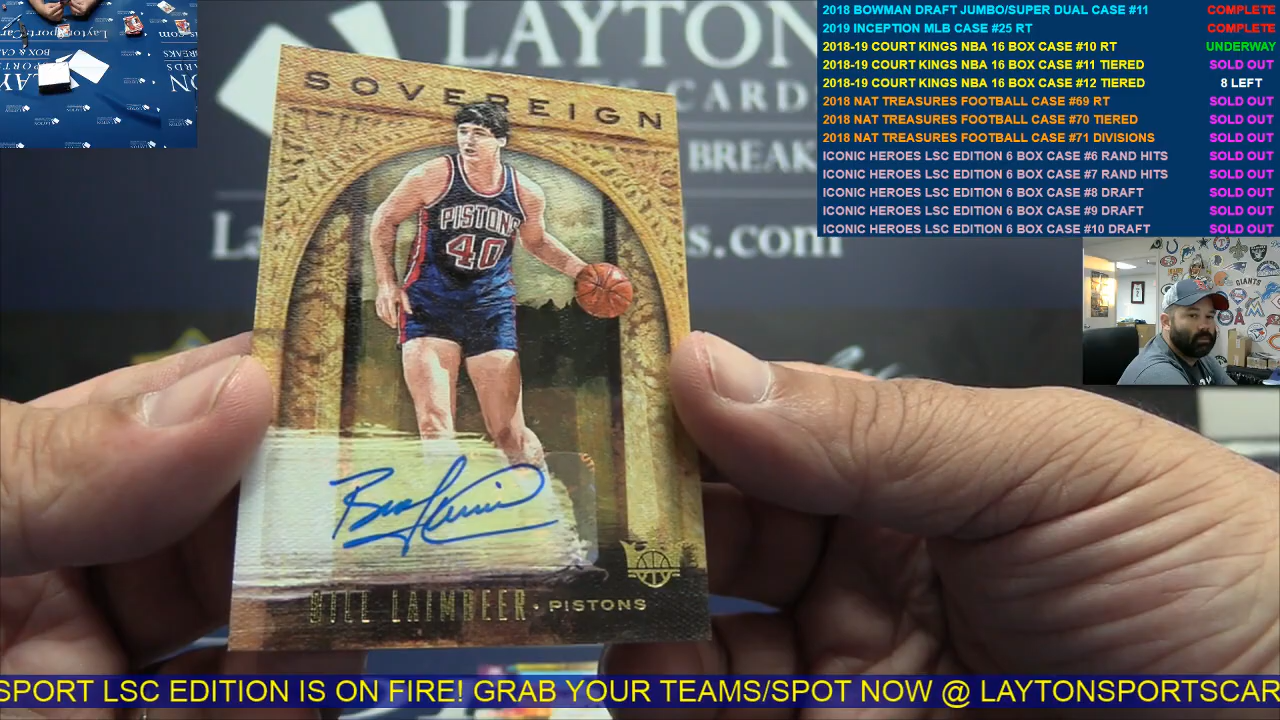 2018 BOWMAN DRAFT JUMBO/SUPER DUAL CASE #11 COMPLETE
2019 INCEPTION MLB CASE #25 RT COMPLETE
2018-19 COURT KINGS NBA 16 BOX CASE #10 RT UNDERWAY
2018-19 COURT KINGS NBA 16 BOX CASE #11 TIERED SOLD OUT
2018-19 COURT KINGS NBA 16 BOX CASE #12 TIERED 8 LEFT
2018 NAT TREASURES FOOTBALL CASE #69 RT SOLD OUT
2018 NAT TREASURES FOOTBALL CASE #70 TIERED SOLD OUT
2018 NAT TREASURES FOOTBALL CASE #71 DIVISIONS SOLD OUT
ICONIC HEROES LSC EDITION 6 BOX CASE #6 RAND HITS SOLD OUT
ICONIC HEROES LSC EDITION 6 BOX CASE #7 RAND HITS SOLD OUT
ICONIC HEROES LSC EDITION 6 BOX CASE #8 DRAFT SOLD OUT
ICONIC HEROES LSC EDITION 6 BOX CASE #9 DRAFT SOLD OUT
ICONIC HEROES LSC EDITION 6 BOX CASE #10 DRAFT SOLD OUT
LAYTON
CARD
BREAK
La s.com
SOVEREIGN
PISTONS
40
BILL LAIMBEER · PISTONS
GIANTS
SPORT LSC EDITION IS ON FIRE! GRAB YOUR TEAMS/SPOT NOW @ LAYTONSPORTSCAR